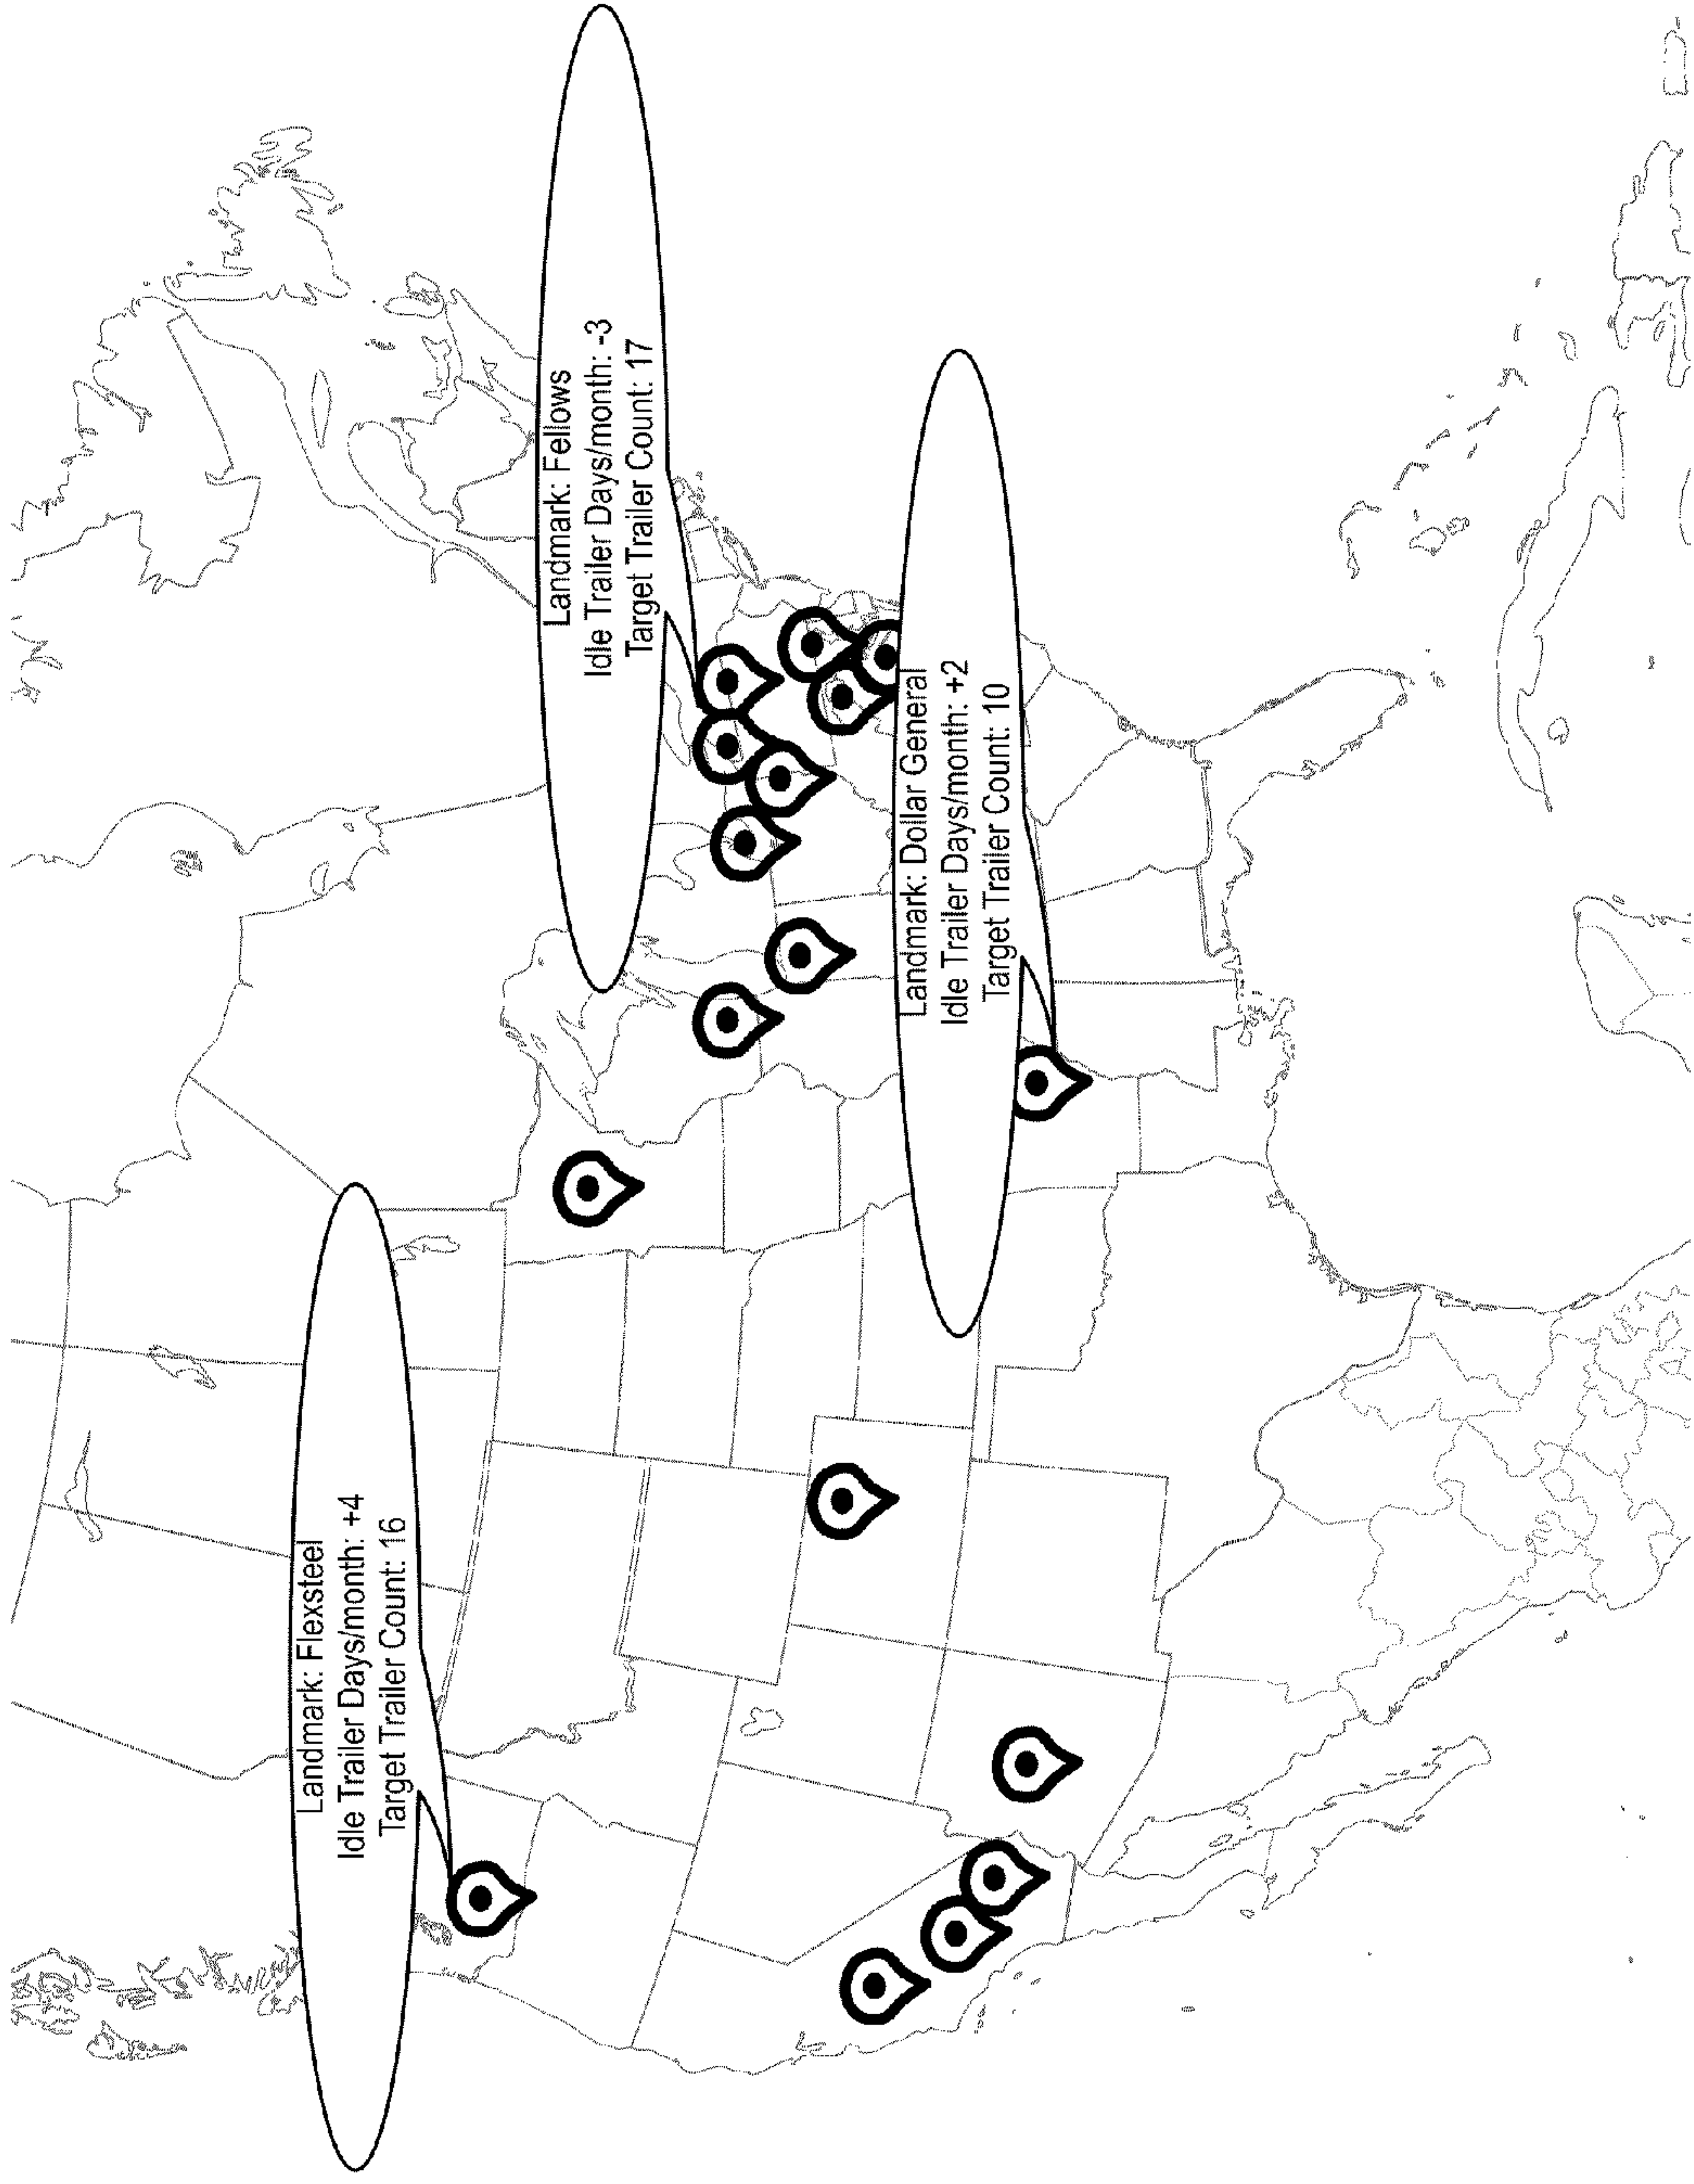 Landmark: Flexsteel
Idle Trailer Days/month: +4
Target Trailer Count: 16
Landmark: Fellows
Idle Trailer Days/month: -3
Target Trailer Count: 17
Landmark: Dollar General
Idle Trailer Days/month: +2
Target Trailer Count: 10